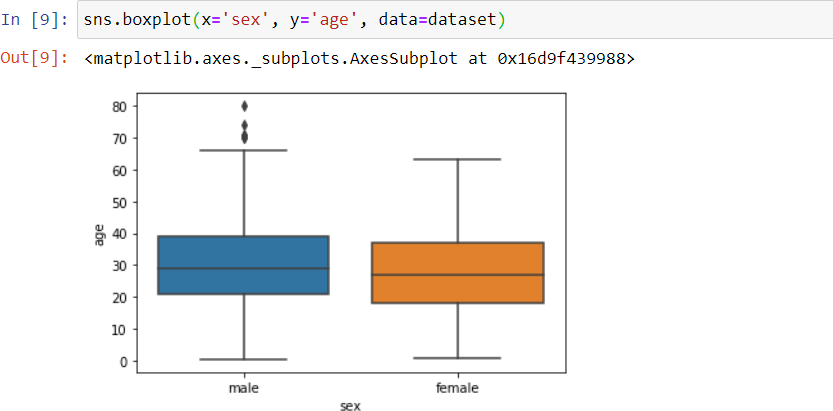 In [9]: sns.boxplot(x='sex', y='age', data=dataset)
Out[9]: <matplotlib.axes._subplots.AxesSubplot at 0x16d9f439988>
80
70
60
50
40
30
20
10
0
age
male female
sex